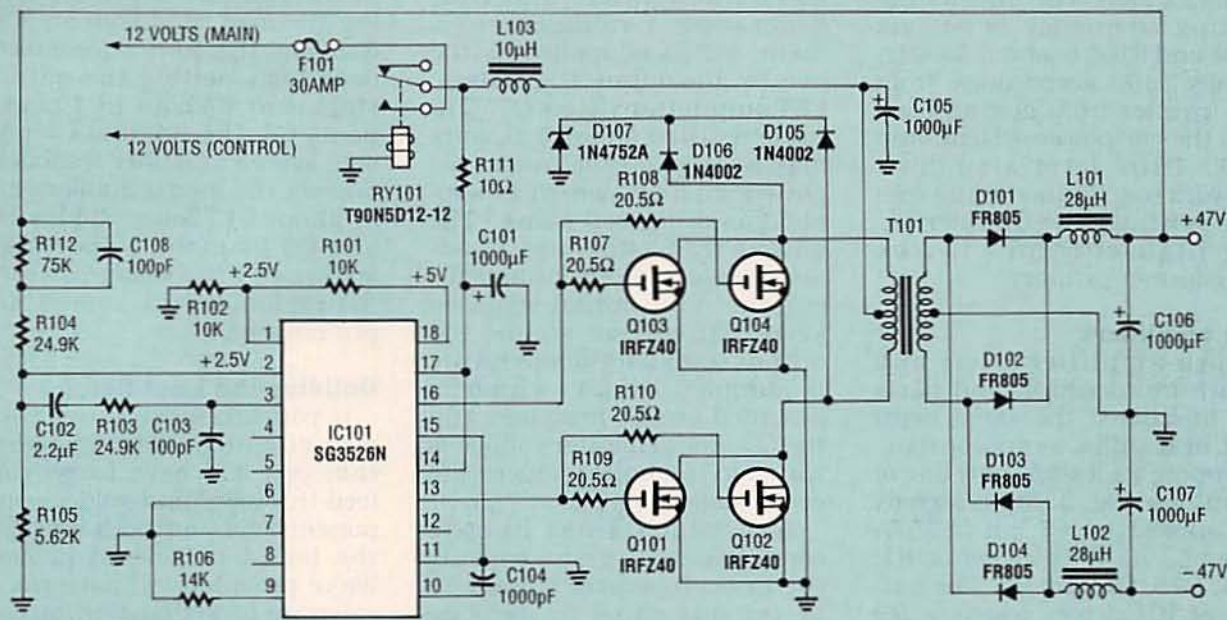 12 VOLTS (MAIN)
F101
30AMP
L103
10µH
12 VOLTS (CONTROL)
RY101
T90N5D12-12
R111
10Ω
C105
1000µF
D107
1N4752A
D106
1N4002
D105
1N4002
R108
20.5Ω
R107
20.5Ω
Q103
IRFZ40
Q104
IRFZ40
T101
D101
FR805
L101
28µH
+47V
R112
75K
C108
100pF
R101
10K
+2.5V
+5V
C101
1000µF
R102
10K
R104
24.9K
+2.5V
C102
2.2µF
R103
24.9K
C103
100pF
R105
5.62K
R106
14K
1
2
3
4
5
6
7
8
9
IC101
SG3526N
18
17
16
15
14
13
12
11
10
C104
1000pF
R110
20.5Ω
R109
20.5Ω
Q101
IRFZ40
Q102
IRFZ40
D102
FR805
C106
1000µF
D103
FR805
D104
FR805
C107
1000µF
L102
28µH
-47V